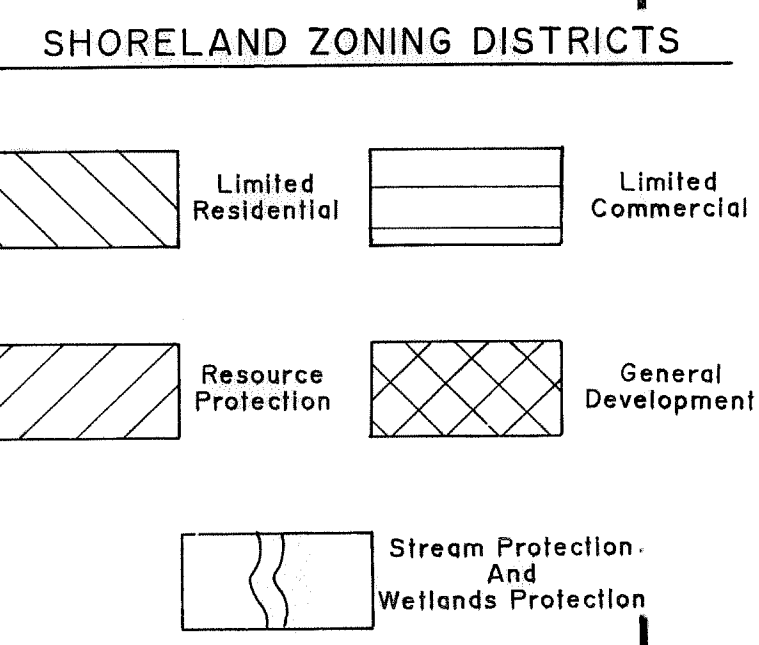 SHORELAND ZONING DISTRICTS
Limited
Residential
Limited
Commercial
Resource
Protection
General
Development
Stream Protection
And
Wetlands Protection